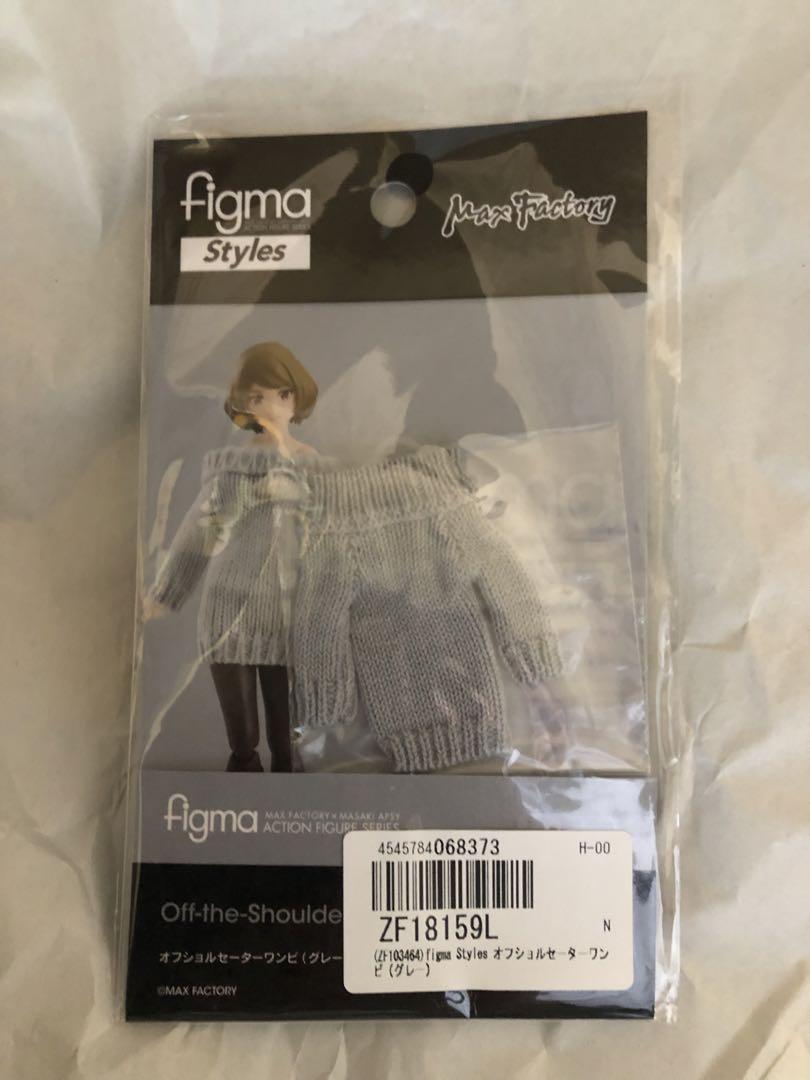 figma
ACTION FIGURE SERIES
Styles
Max Factory
figma
MAX FACTORY × MASAKI APSY
ACTION FIGURE SERIES
Off-the-Shoulde
オフショルセーターワンピ（グレー
©MAX FACTORY
4545784068373
H-00
ZF18159L
N
(ZF103464)figma Styles オフショルセーターワン
ピ（グレー）